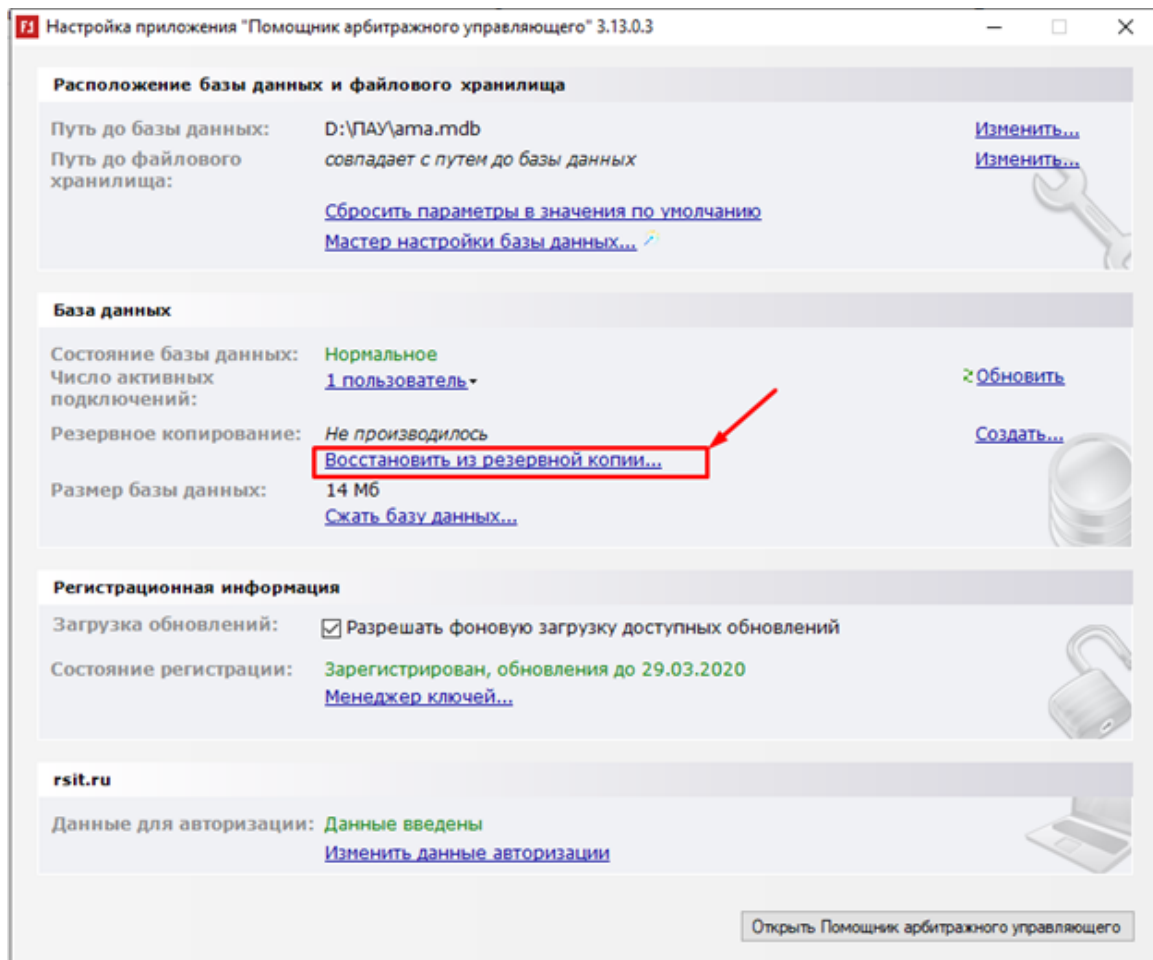 Настройка приложения "Помощник арбитражного управляющего" 3.13.0.3
Расположение базы данных и файлового хранилища
Путь до базы данных: D:\ПАУ\ama.mdb Изменить...
Путь до файлового хранилища: совпадает с путем до базы данных Изменить...
Сбросить параметры в значения по умолчанию
Мастер настройки базы данных...
База данных
Состояние базы данных: Нормальное
Число активных подключений: 1 пользователь Обновить
Резервное копирование: Не производилось Создать...
Восстановить из резервной копии...
Размер базы данных: 14 Мб
Сжать базу данных...
Регистрационная информация
Загрузка обновлений: Разрешать фоновую загрузку доступных обновлений
Состояние регистрации: Зарегистрирован, обновления до 29.03.2020
Менеджер ключей...
rsit.ru
Данные для авторизации: Данные введены
Изменить данные авторизации
Открыть Помощник арбитражного управляющего